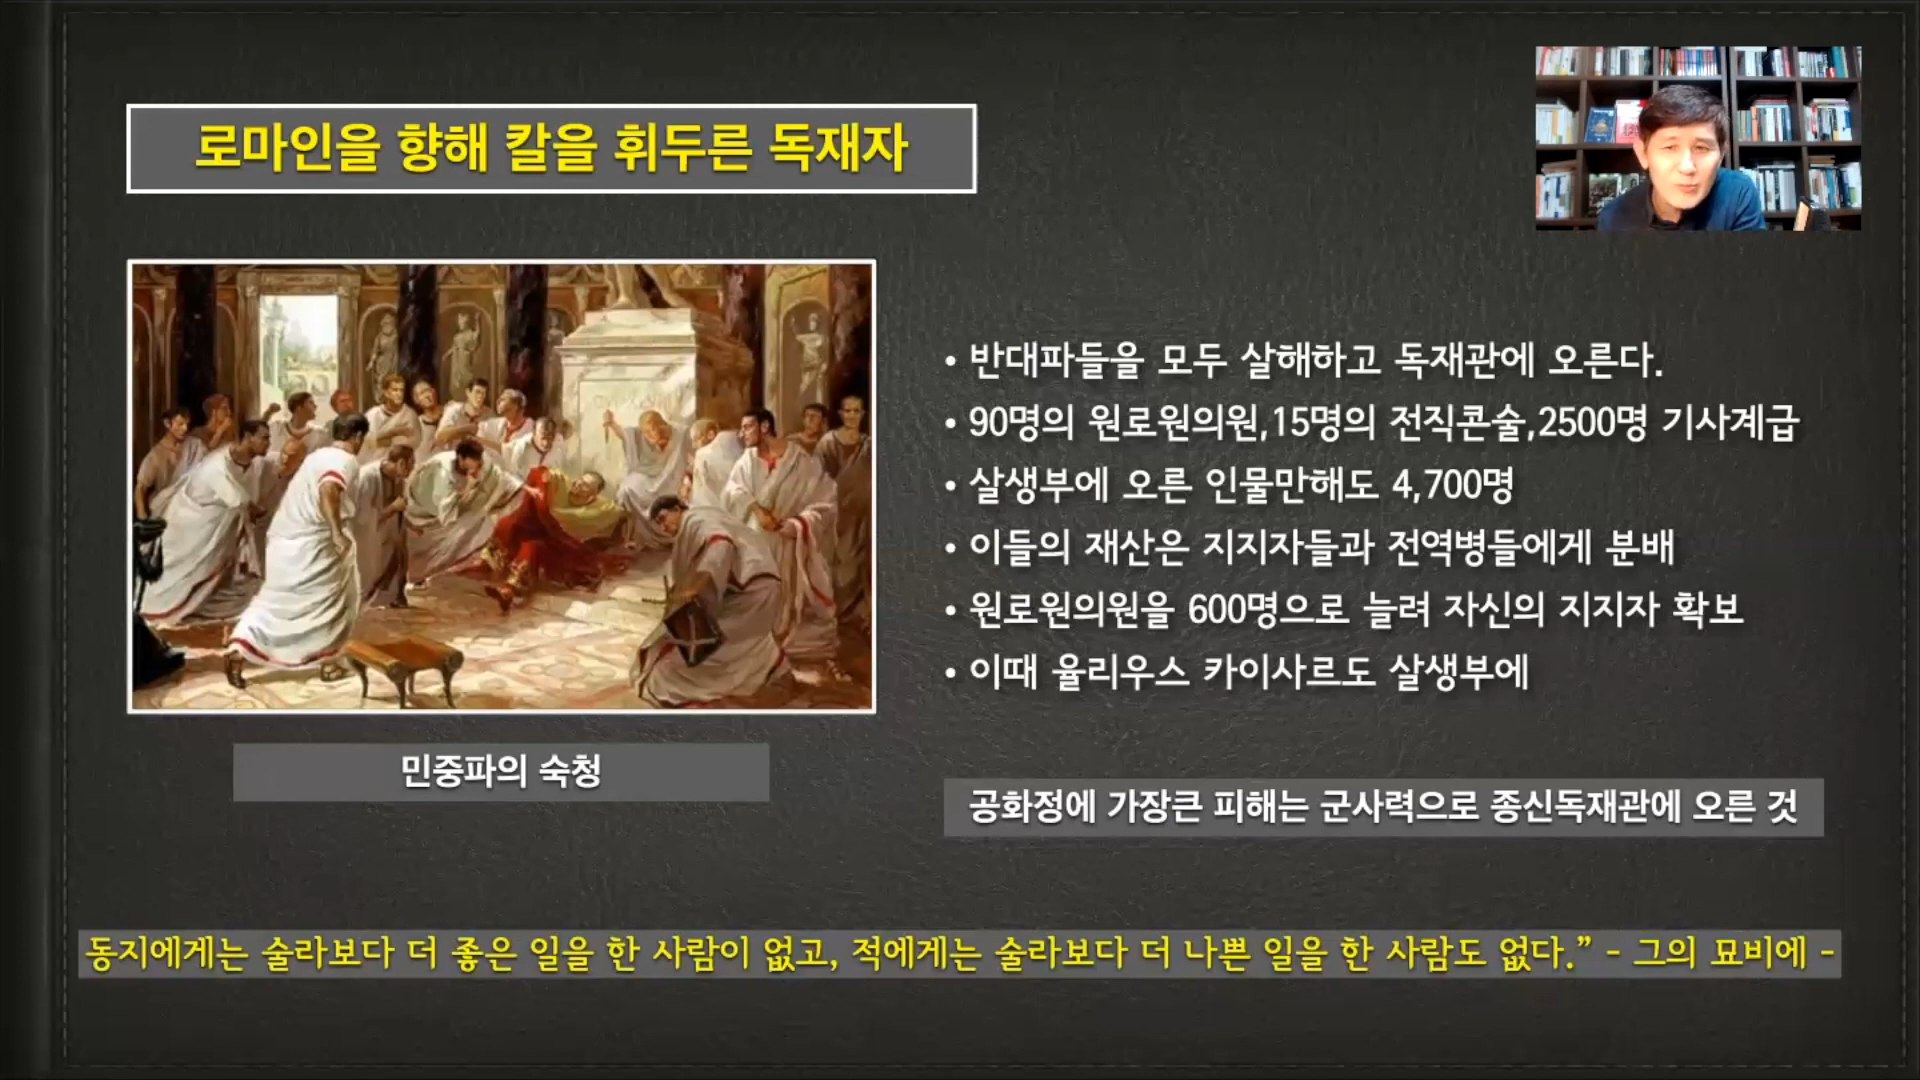 로마인을 향해 칼을 휘두른 독재자
• 반대파들을 모두 살해하고 독재관에 오른다.
• 90명의 원로원의원,15명의 전직콘술,2500명 기사계급
• 살생부에 오른 인물만해도 4,700명
• 이들의 재산은 지지자들과 전역병들에게 분배
• 원로원의원을 600명으로 늘려 자신의 지지자 확보
• 이때 율리우스 카이사르도 살생부에
민중파의 숙청
공화정에 가장큰 피해는 군사력으로 종신독재관에 오른 것
동지에게는 술라보다 더 좋은 일을 한 사람이 없고, 적에게는 술라보다 더 나쁜 일을 한 사람도 없다.” - 그의 묘비에 -